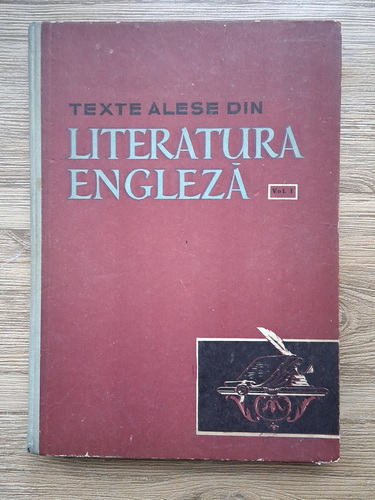 TEXTE ALESE DIN
LITERATURA
ENGLEZĂ
Vol. I